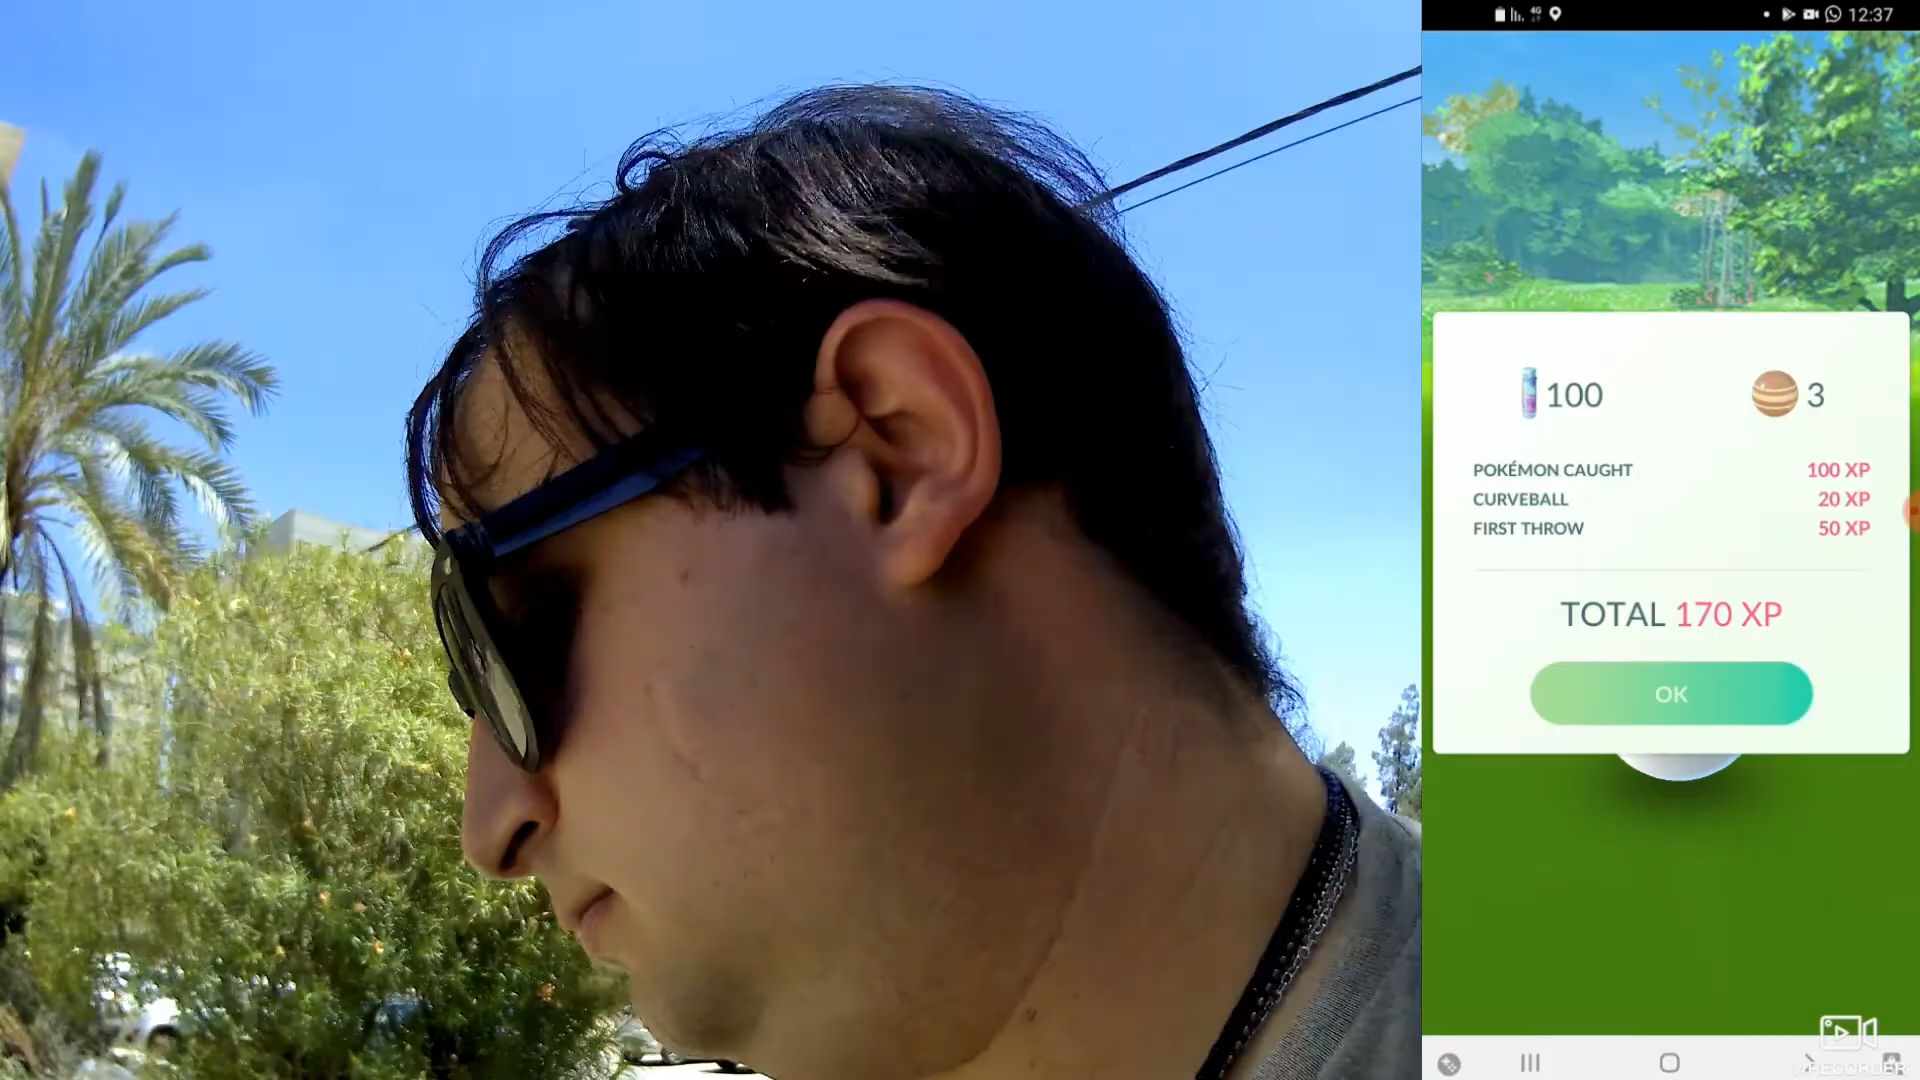 4G
12:37
100
3
POKÉMON CAUGHT 100 XP
CURVEBALL 20 XP
FIRST THROW 50 XP
TOTAL 170 XP
OK